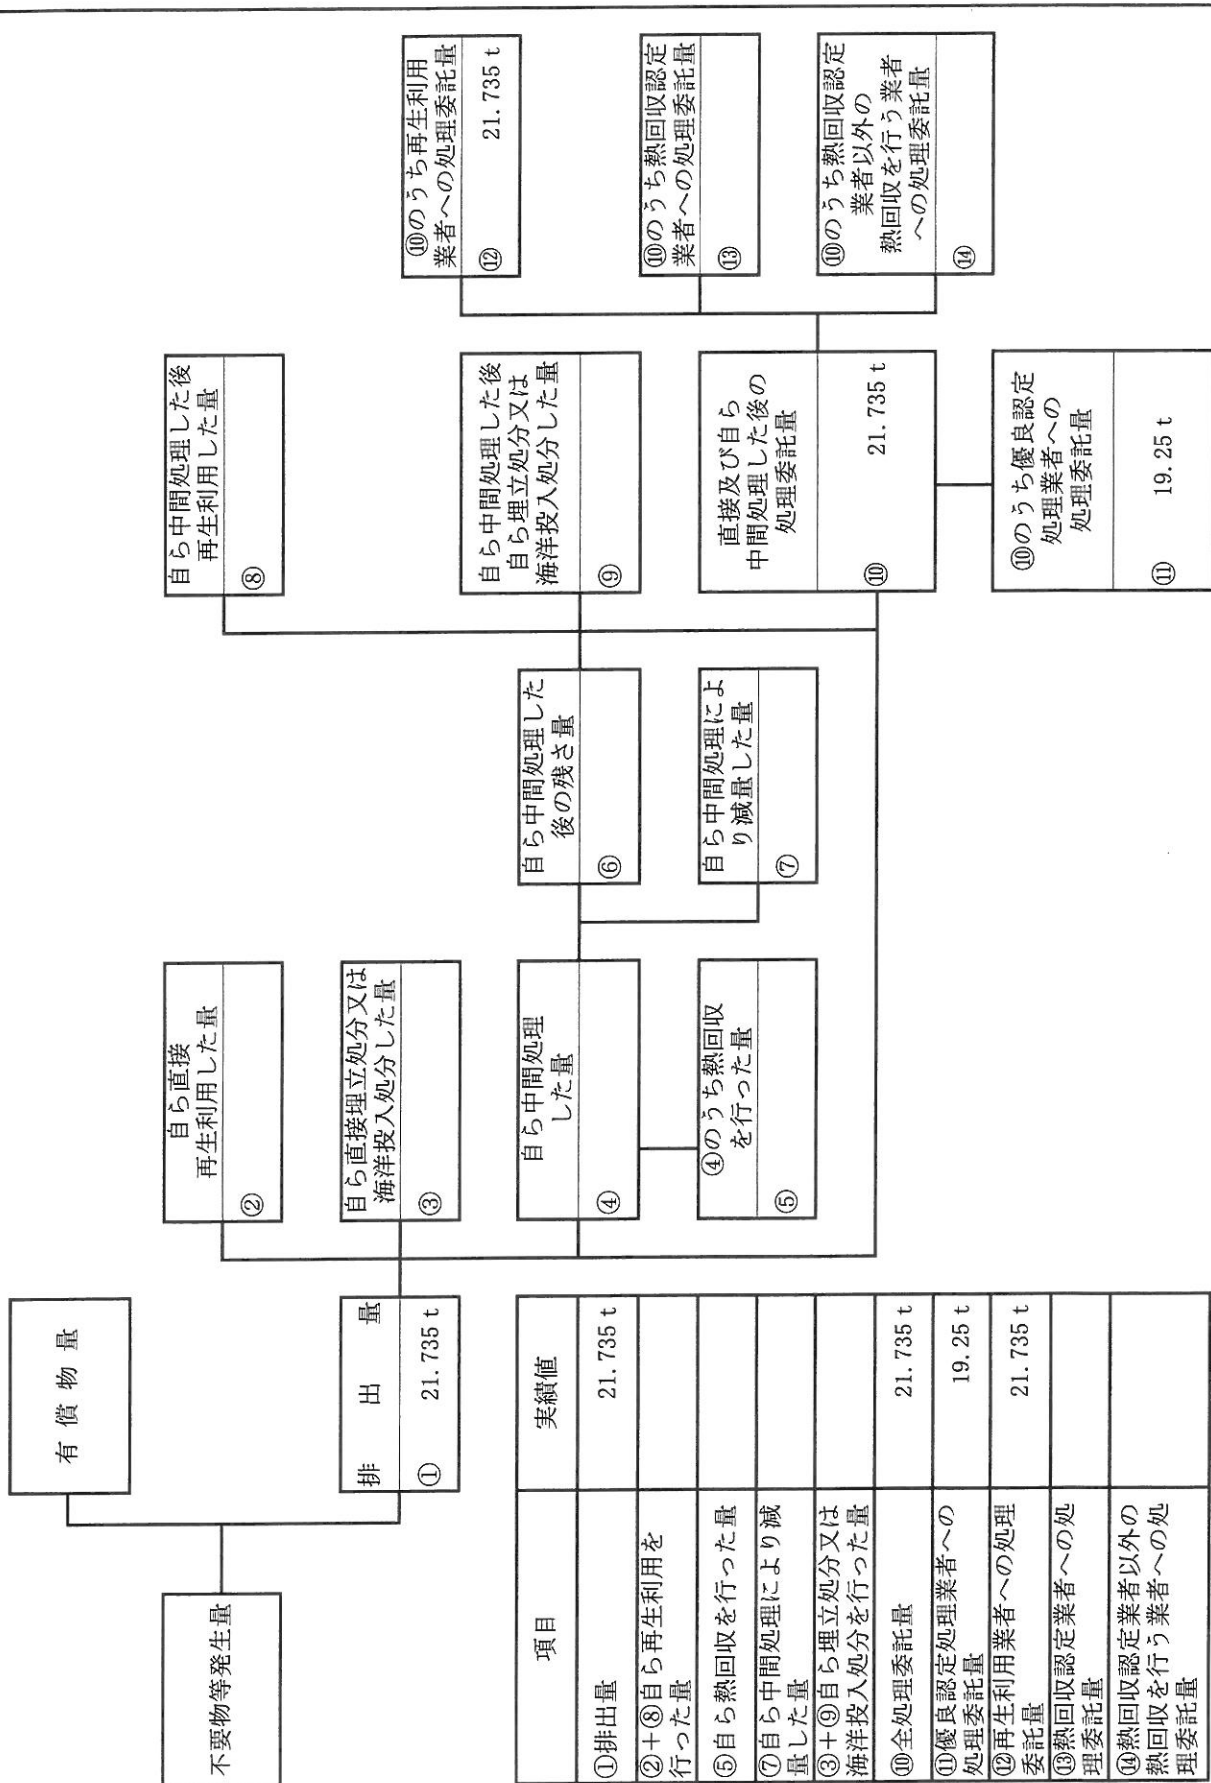 不要物等発生量
有償物量
排出量
① 21.735 t
自ら直接
再生利用した量
②
自ら直接埋立処分又は
海洋投入処分した量
③
自ら中間処理
した量
④
④のうち熱回収
を行った量
⑤
自ら中間処理した
後の残さ量
⑥
自ら中間処理によ
り減量した量
⑦
自ら中間処理した後
再生利用した量
⑧
自ら中間処理した後
自ら埋立処分又は
海洋投入処分した量
⑨
直接及び自ら
中間処理した後の
処理委託量
⑩ 21.735 t
⑩のうち優良認定
処理業者への
処理委託量
⑪ 19.25 t
⑩のうち再生利用
業者への処理委託量
⑫ 21.735 t
⑩のうち熱回収認定
業者への処理委託量
⑬
⑩のうち熱回収認定
業者以外の
熱回収を行う業者
への処理委託量
⑭
項目 実績値
①排出量 21.735 t
②+⑧自ら再生利用を
行った量
⑤自ら熱回収を行った量
⑦自ら中間処理により減
量した量
③+⑨自ら埋立処分又は
海洋投入処分を行った量
⑩全処理委託量 21.735 t
⑪優良認定処理業者への
処理委託量 19.25 t
⑫再生利用業者への処理
委託量 21.735 t
⑬熱回収認定業者への処
理委託量
⑭熱回収認定業者以外の
熱回収を行う業者への処
理委託量